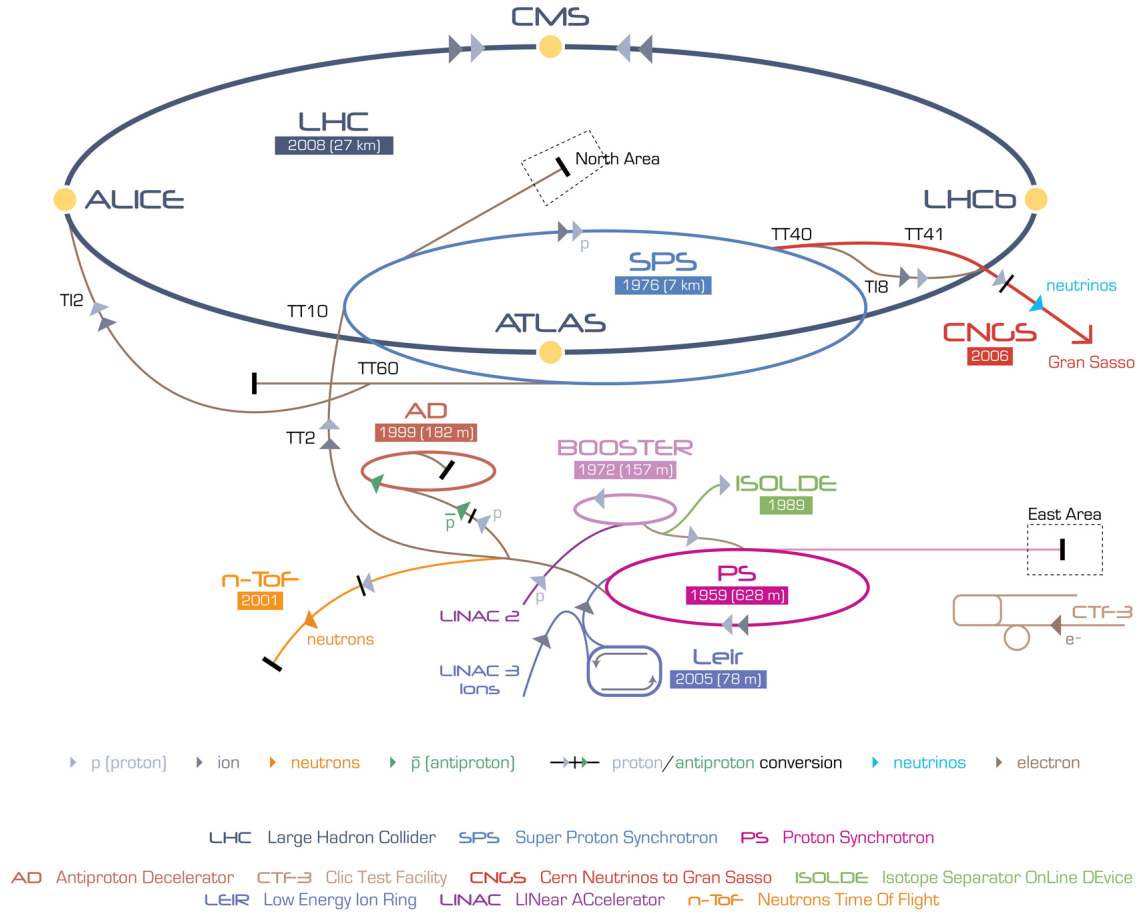 CMS
LHC
2008 (27 km)
North Area
ALICE
LHCb
TT40
TT41
p
SPS
1976 (7 km)
TI8
neutrinos
TI2
TT10
ATLAS
CNGS
2006
Gran Sasso
TT60
AD
1999 (182 m)
TT2
BOOSTER
1972 (157 m)
ISOLDE
1989
p̄
p
East Area
n-ToF
2001
PS
1959 (628 m)
p
LINAC 2
neutrons
CTF-3
e-
LINAC 3
Ions
Leir
2005 (78 m)
p (proton)
ion
neutrons
p̄ (antiproton)
proton/antiproton conversion
neutrinos
electron
LHC Large Hadron Collider SPS Super Proton Synchrotron PS Proton Synchrotron
AD Antiproton Decelerator CTF-3 Clic Test Facility CNGS Cern Neutrinos to Gran Sasso ISOLDE Isotope Separator OnLine DEvice
LEIR Low Energy Ion Ring LINAC LINear ACcelerator n-ToF Neutrons Time Of Flight